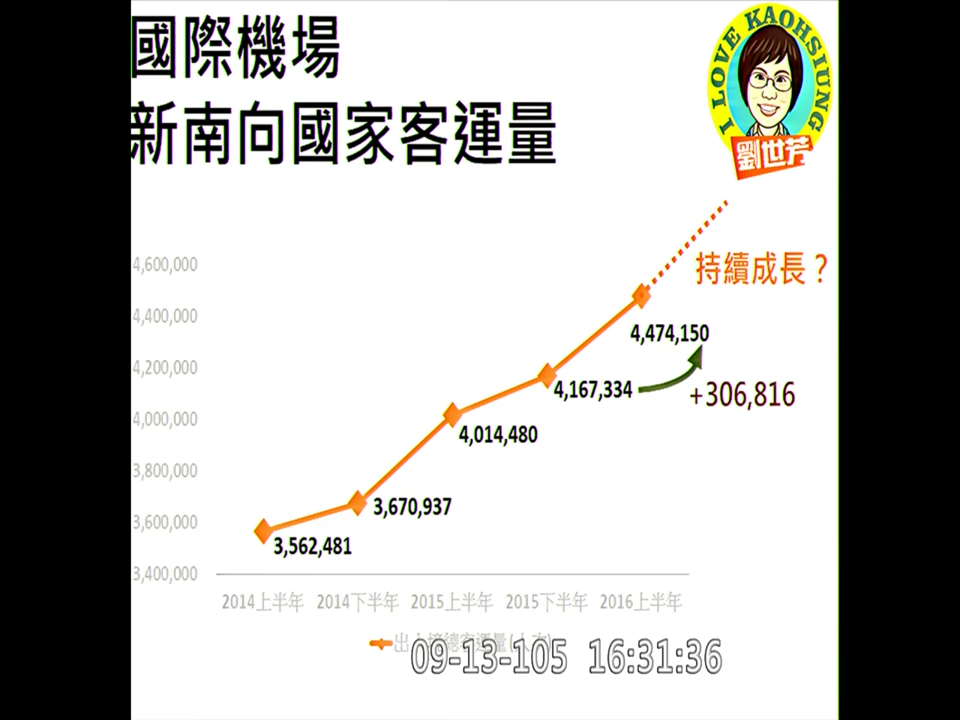 國際機場
新南向國家客運量
I LOVE KAOHSIUNG
劉世芳
4,600,000
4,400,000
4,200,000
4,000,000
3,800,000
3,600,000
3,400,000
持續成長？
4,474,150
+306,816
4,167,334
4,014,480
3,670,937
3,562,481
2014上半年 2014下半年 2015上半年 2015下半年 2016上半年
09-13-105 16:31:36